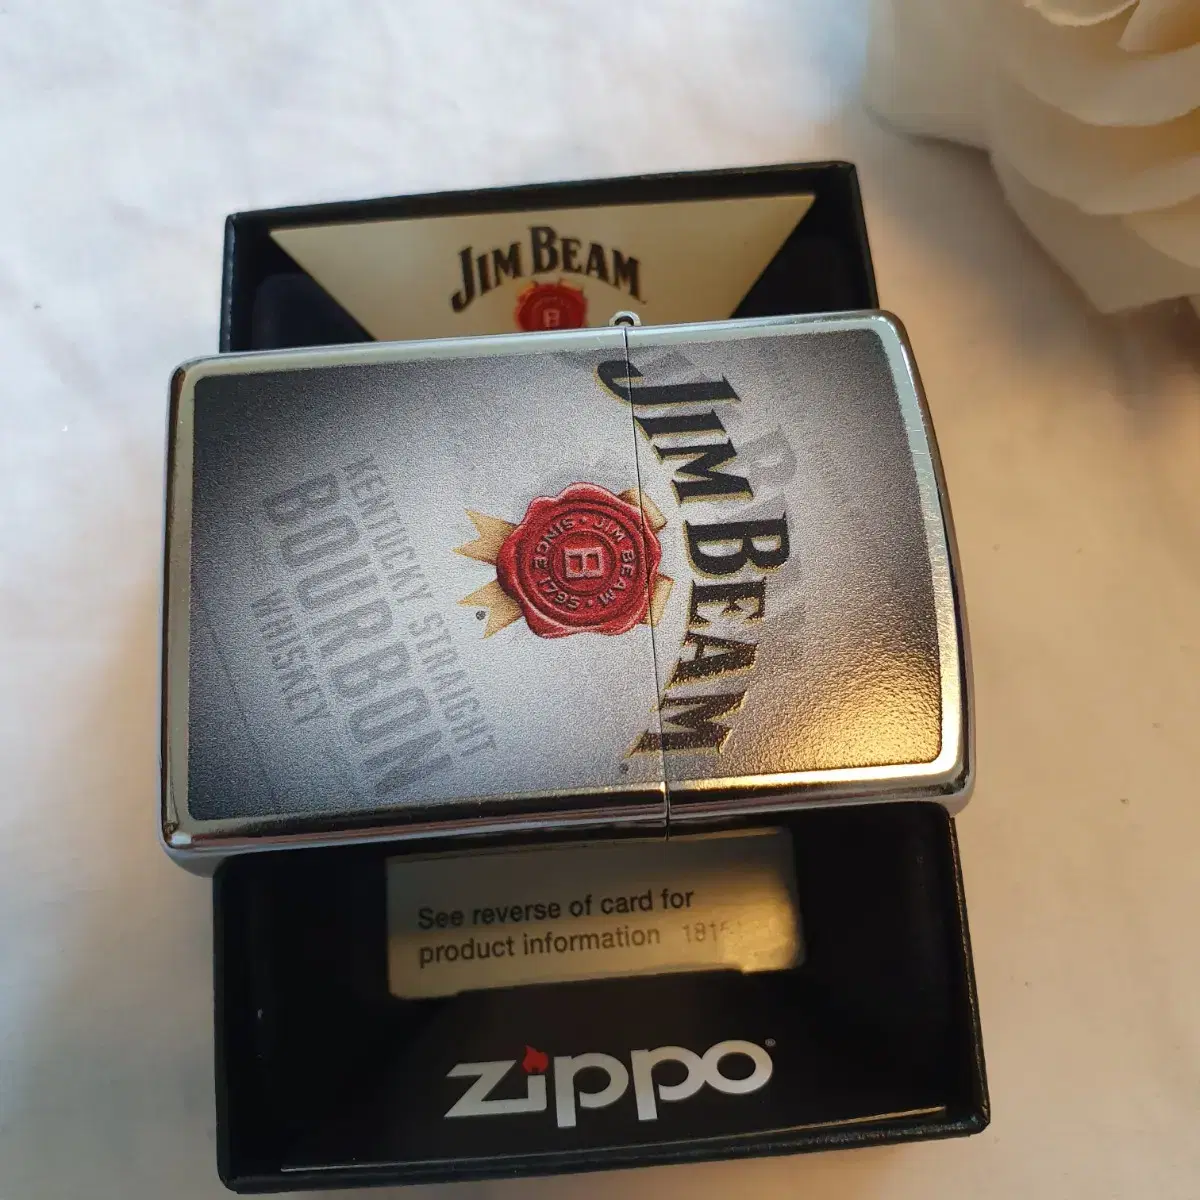 JIM BEAM
B
JIM BEAM
B
JIM BEAM • SINCE 1795 •
KENTUCKY STRAIGHT
BOURBON
WHISKEY
See reverse of card for
product information
zippo